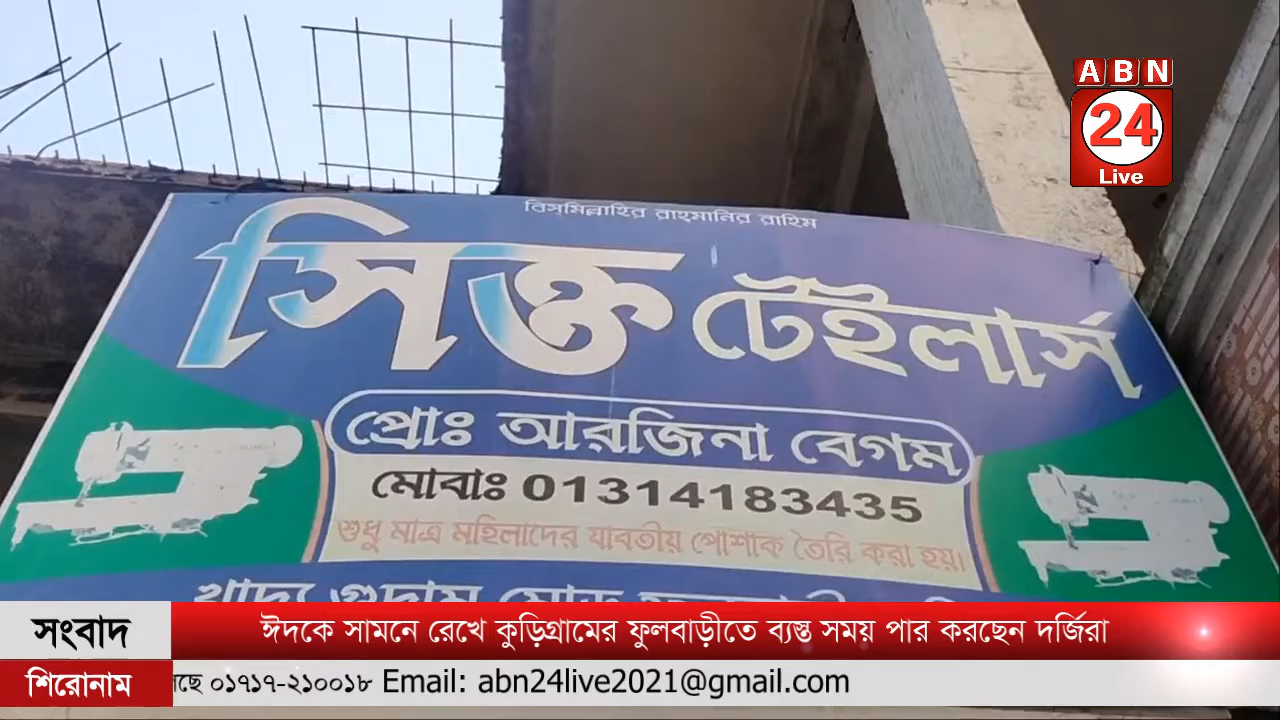 ABN
24
Live
বিসমিল্লাহির রাহমানির রাহিম
সিক্ত টেইলার্স
প্রোঃ আরজিনা বেগম
মোবাঃ 01314183435
শুধু মাত্র মহিলাদের যাবতীয় পোশাক তৈরি করা হয়।
খাদ্য গুদাম মোড়
সংবাদ
ঈদকে সামনে রেখে কুড়িগ্রামের ফুলবাড়ীতে ব্যস্ত সময় পার করছেন দর্জিরা
শিরোনাম
০১৭১৭-২১০০১৮ Email: abn24live2021@gmail.com